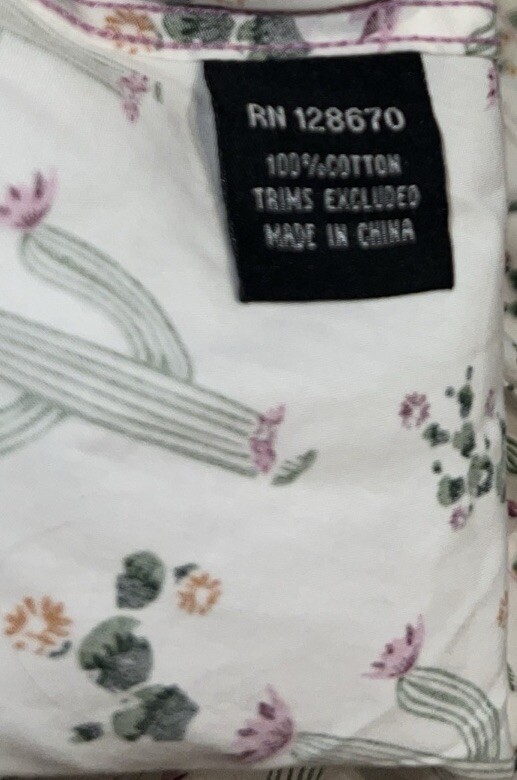 RN 128670
100%COTTON
TRIMS EXCLUDED
MADE IN CHINA